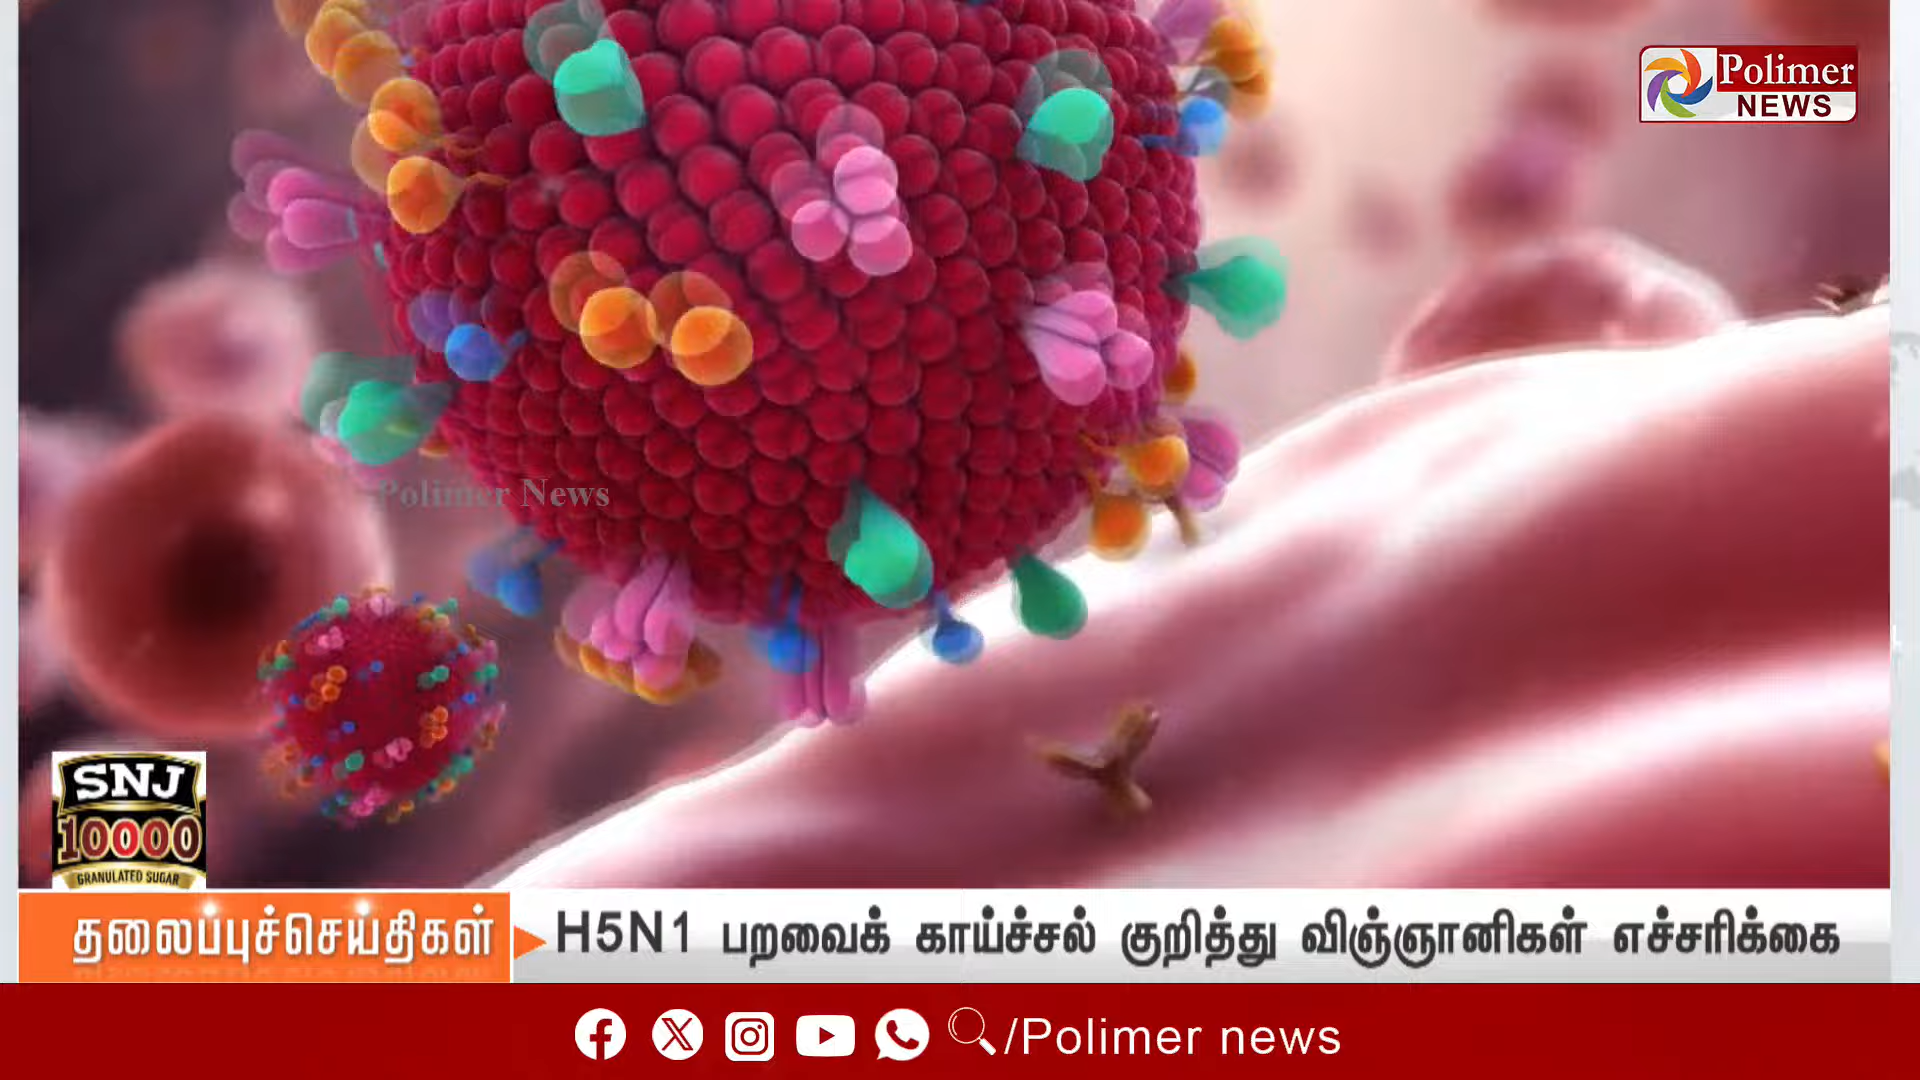 Polimer
NEWS
Polimer News
SNJ
10000
GRANULATED SUGAR
தலைப்புச்செய்திகள்
H5N1 பறவைக் காய்ச்சல் குறித்து விஞ்ஞானிகள் எச்சரிக்கை
/Polimer news